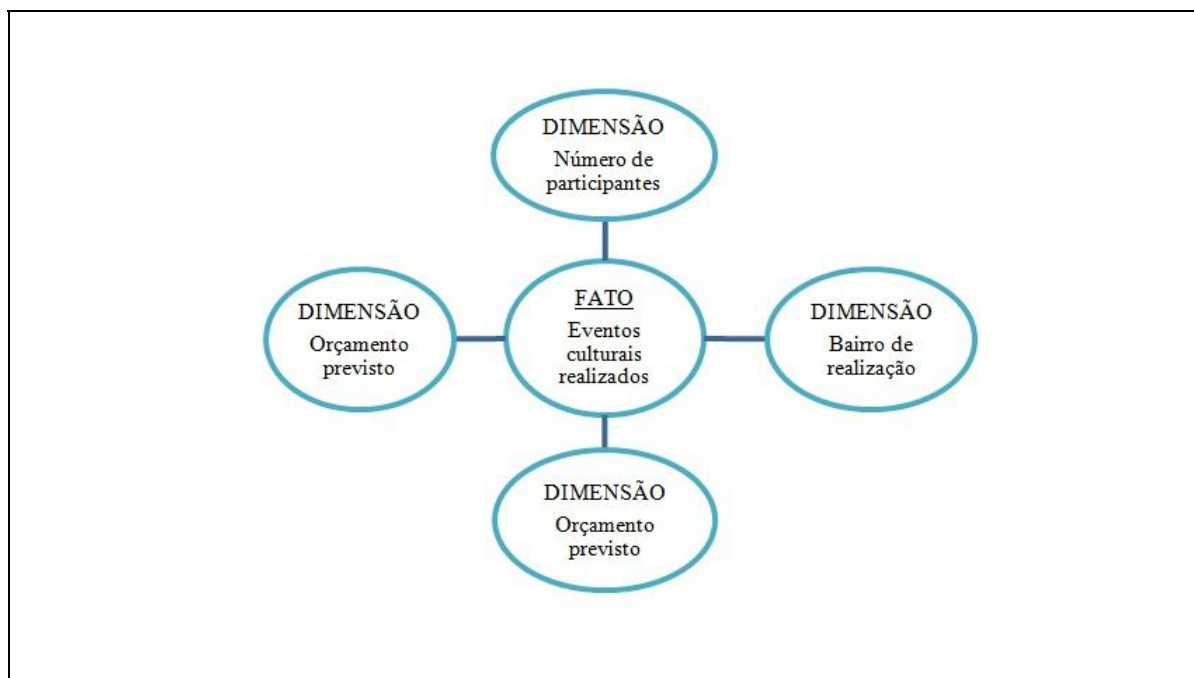 DIMENSÃO
Número de
participantes
DIMENSÃO
Orçamento
previsto
FATO
Eventos
culturais
realizados
DIMENSÃO
Bairro de
realização
DIMENSÃO
Orçamento
previsto